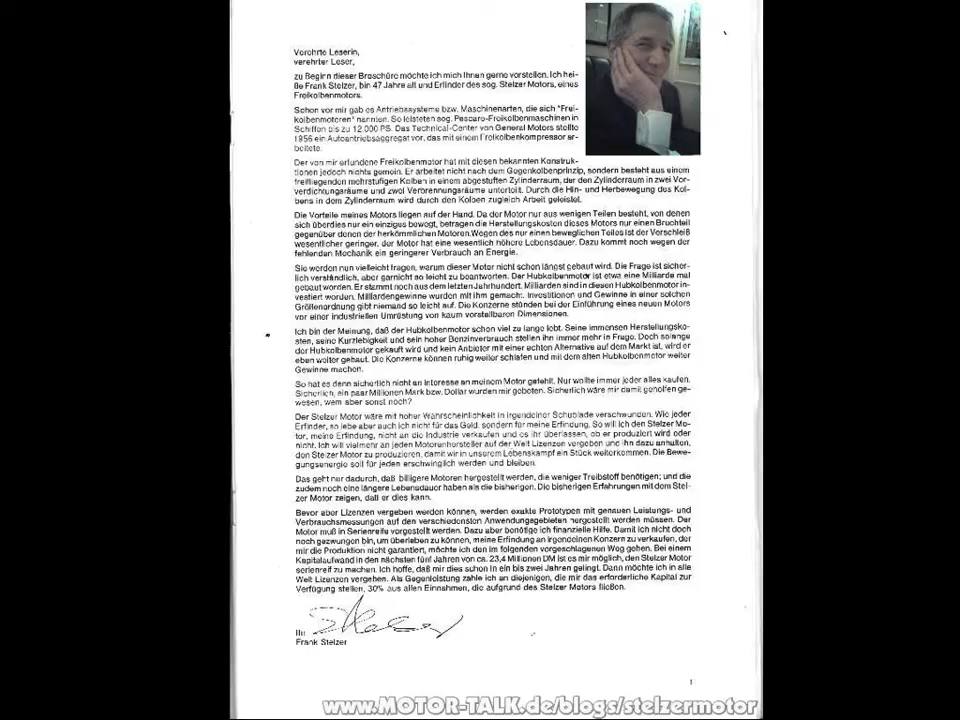 Verehrte Leserin,
verehrter Leser,
zu Beginn dieser Broschüre möchte ich mich Ihnen gerne vorstellen. Ich hei-
ße Frank Stelzer, bin 47 Jahre alt und Erfinder des sog. Stelzer Motors, eines
Freikolbenmotors.
Schon vor mir gab es Antriebssysteme bzw. Maschinenarten, die sich "Frei-
kolbenmotoren" nannten. So leisteten sog. Pescaro-Freikolbenmaschinen in
Schiffen bis zu 12.000 PS. Das Technical-Center von General Motors stellte
1956 ein Autoantriebsaggregat vor, das mit einem Freikolbenkompressor ar-
beitete.
Der von mir erfundene Freikolbenmotor hat mit diesen bekannten Konstruk-
tionen jedoch nichts gemein. Er arbeitet nicht nach dem Gegenkolbenprinzip, sondern besteht aus einem
freifliegenden mehrstufigen Kolben in einem abgestuften Zylinderraum, der den Zylinderraum in zwei Vor-
verdichtungsräume und zwei Verbrennungsräume unterteilt. Durch die Hin- und Herbewegung des Kol-
bens in dem Zylinderraum wird durch den Kolben zugleich Arbeit geleistet.
Die Vorteile meines Motors liegen auf der Hand. Da der Motor nur aus wenigen Teilen besteht, von denen
sich überdies nur ein einziges bewegt, betragen die Herstellungskosten dieses Motors nur einen Bruchteil
gegenüber denen der herkömmlichen Motoren. Wegen des nur einen beweglichen Teiles ist der Verschleiß
wesentlicher geringer, der Motor hat eine wesentlich höhere Lebensdauer. Dazu kommt noch wegen der
fehlenden Mechanik ein geringerer Verbrauch an Energie.
Sie werden nun vielleicht fragen, warum dieser Motor nicht schon längst gebaut wird. Die Frage ist sicher-
lich verständlich, aber garnicht so leicht zu beantworten. Der Hubkolbenmotor ist etwa eine Milliarde mal
gebaut worden. Er stammt noch aus dem letzten Jahrhundert. Milliarden sind in diesen Hubkolbenmotor in-
vestiert worden. Milliardengewinne wurden mit ihm gemacht. Investitionen und Gewinne in einer solchen
Größenordnung gibt niemand so leicht auf. Die Konzerne stünden bei der Einführung eines neuen Motors
vor einer industriellen Umrüstung von kaum vorstellbaren Dimensionen.
Ich bin der Meinung, daß der Hubkolbenmotor schon viel zu lange lebt. Seine immensen Herstellungsko-
sten, seine Kurzlebigkeit und sein hoher Benzinverbrauch stellen ihn immer mehr in Frage. Doch solange
der Hubkolbenmotor gekauft wird und kein Anbieter mit einer echten Alternative auf dem Markt ist, wird er
eben weiter gebaut. Die Konzerne können ruhig weiter schlafen und mit dem alten Hubkolbenmotor weiter
Gewinne machen.
So hat es denn sicherlich nicht an Interesse an meinem Motor gefehlt. Nur wollte immer jeder alles kaufen.
Sicherlich, ein paar Millionen Mark bzw. Dollar wurden mir geboten. Sicherlich wäre mir damit geholfen ge-
wesen, wem aber sonst noch?
Der Stelzer Motor wäre mit hoher Wahrscheinlichkeit in irgendeiner Schublade verschwunden. Wie jeder
Erfinder, so lebe aber auch ich nicht für das Geld, sondern für meine Erfindung. So will ich den Stelzer Mo-
tor, meine Erfindung, nicht an die Industrie verkaufen und es ihr überlassen, ob er produziert wird oder
nicht. Ich will vielmehr an jeden Motorenhersteller auf der Welt Lizenzen vergeben und ihn dazu anhalten,
den Stelzer Motor zu produzieren, damit wir in unserem Lebenskampf ein Stück weiterkommen. Die Bewe-
gungsenergie soll für jeden erschwinglich werden und bleiben.
Das geht nur dadurch, daß billigere Motoren hergestellt werden, die weniger Treibstoff benötigen; und die
zudem noch eine längere Lebensdauer haben als die bisherigen. Die bisherigen Erfahrungen mit dem Stel-
zer Motor zeigen, daß er dies kann.
Bevor aber Lizenzen vergeben werden können, werden exakte Prototypen mit genauen Leistungs- und
Verbrauchsmessungen auf den verschiedensten Anwendungsgebieten hergestellt werden müssen. Der
Motor muß in Serienreife vorgestellt werden. Dazu aber benötige ich finanzielle Hilfe. Damit ich nicht doch
noch gezwungen bin, um überleben zu können, meine Erfindung an irgendeinen Konzern zu verkaufen, der
mir die Produktion nicht garantiert, möchte ich den im folgenden vorgeschlagenen Weg gehen. Bei einem
Kapitalaufwand in den nächsten fünf Jahren von ca. 23,4 Millionen DM ist es mir möglich, den Stelzer Motor
serienreif zu machen. Ich hoffe, daß mir dies schon in ein bis zwei Jahren gelingt. Dann möchte ich in alle
Welt Lizenzen vergeben. Als Gegenleistung zahle ich an diejenigen, die mir das erforderliche Kapital zur
Verfügung stellen, 30% aus allen Einnahmen, die aufgrund des Stelzer Motors fließen.
Ihr
Frank Stelzer
1
www.MOTOR-TALK.de/blogs/stelzermotor